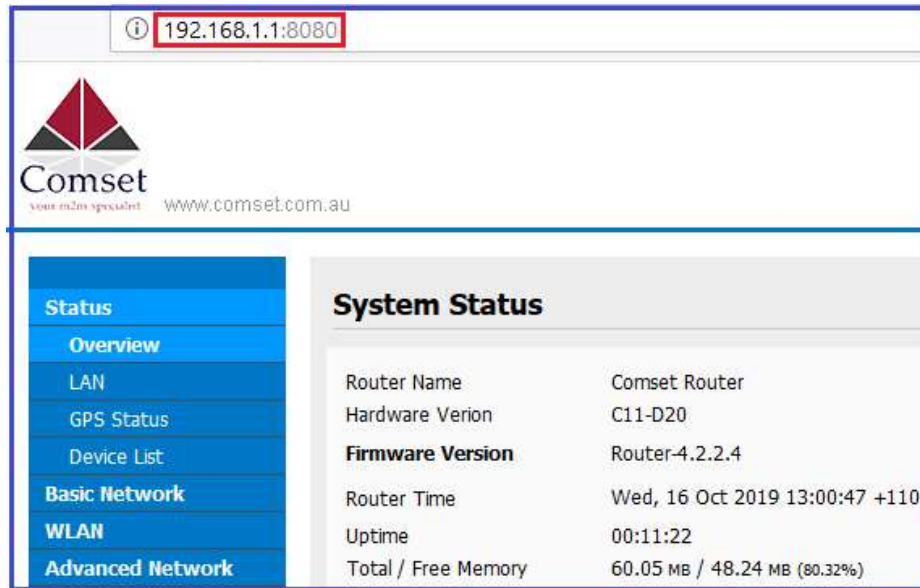 192.168.1.1:8080
Comset
your m2m specialist
www.comset.com.au
Status
Overview
LAN
GPS Status
Device List
Basic Network
WLAN
Advanced Network
System Status
Router Name Comset Router
Hardware Verion C11-D20
Firmware Version Router-4.2.2.4
Router Time Wed, 16 Oct 2019 13:00:47 +110
Uptime 00:11:22
Total / Free Memory 60.05 MB / 48.24 MB (80.32%)